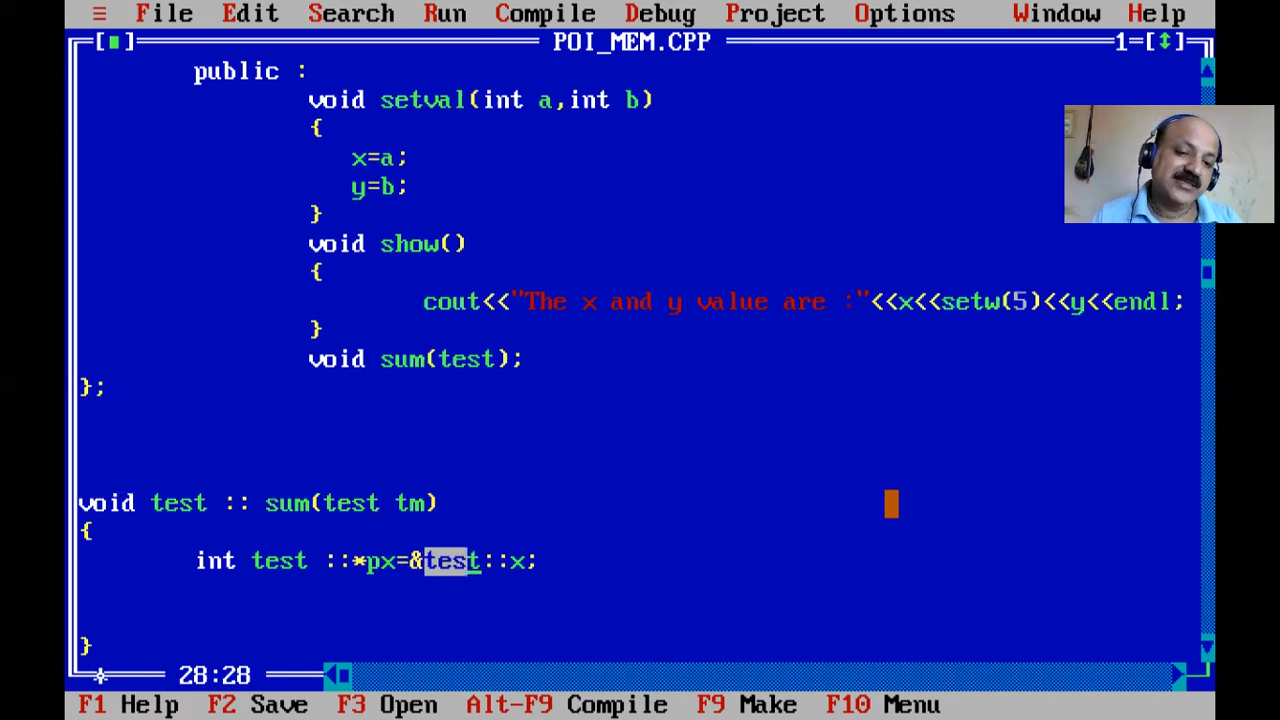 ≡ File Edit Search Run Compile Debug Project Options Window Help
[■] POI_MEM.CPP 1=[↕]
public :
void setval(int a,int b)
{
x=a;
y=b;
}
void show()
{
cout<<"The x and y value are :"<<x<<setw(5)<<y<<endl;
}
void sum(test);
};
void test :: sum(test tm)
{
int test ::*px=&test::x;
}
28:28
F1 Help F2 Save F3 Open Alt-F9 Compile F9 Make F10 Menu